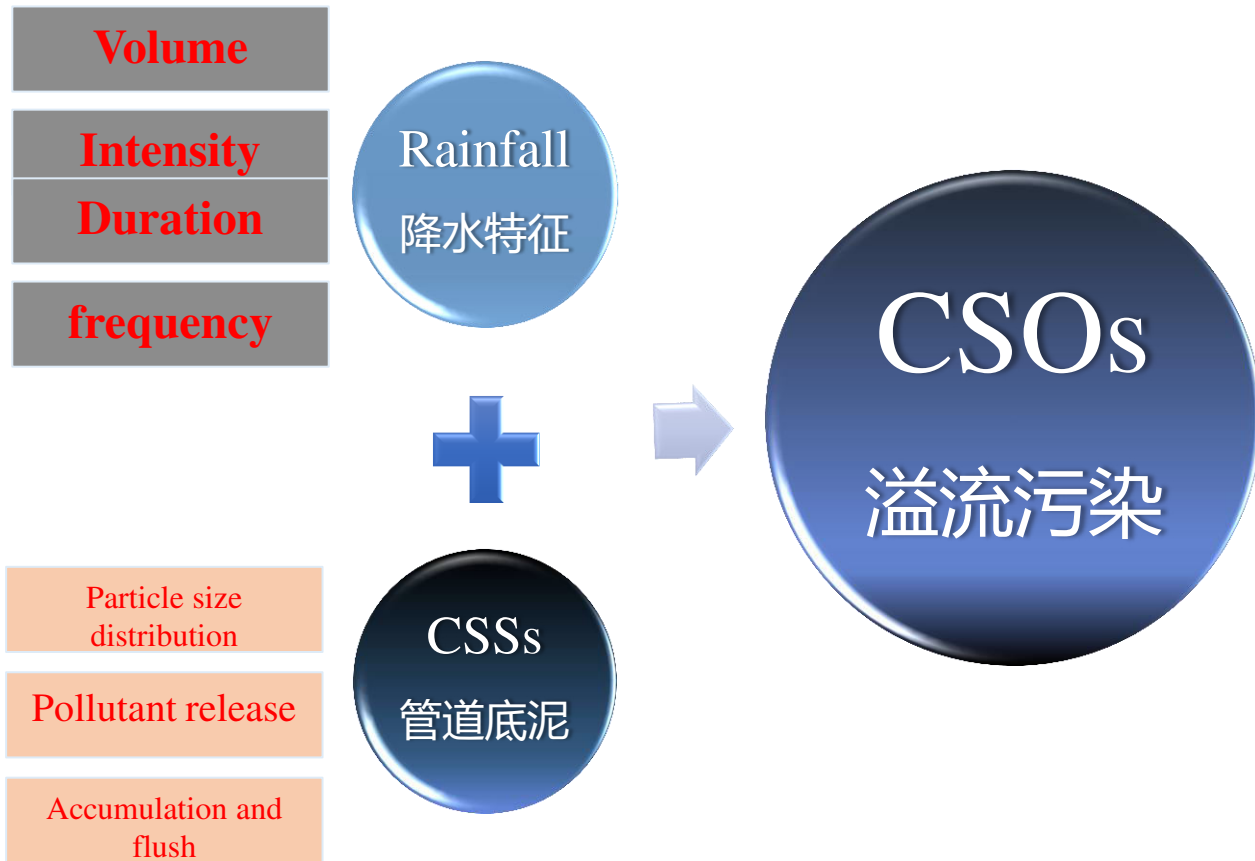 Volume
Intensity
Duration
frequency
Rainfall
降水特征
Particle size
distribution
Pollutant release
Accumulation and
flush
CSSs
管道底泥
CSOs
溢流污染